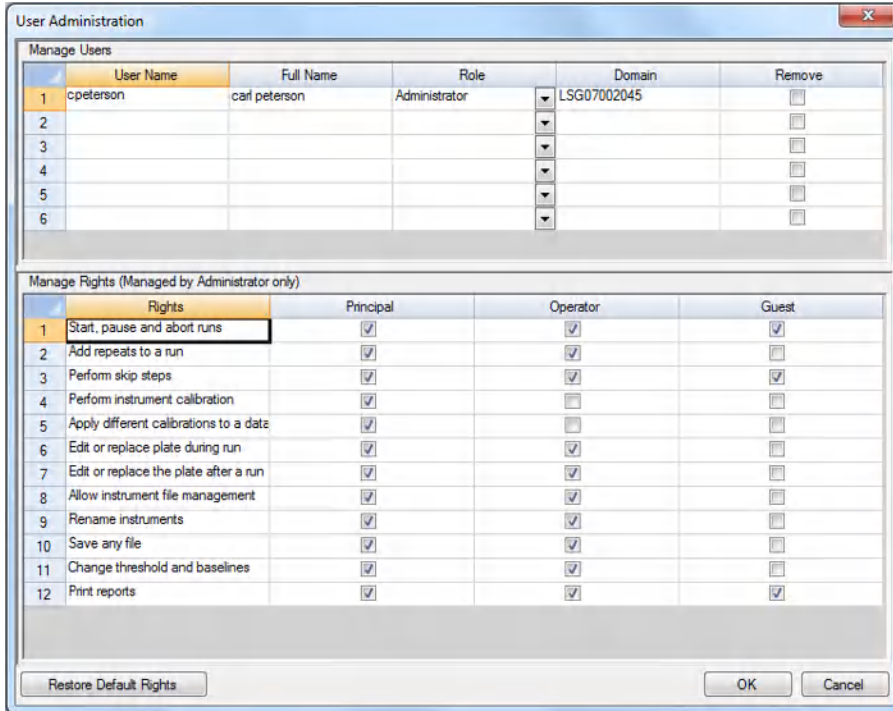 User Administration
Manage Users
User Name Full Name Role Domain Remove
1 cpeterson carl peterson Administrator LSG07002045
2
3
4
5
6
Manage Rights (Managed by Administrator only)
Rights Principal Operator Guest
1 Start, pause and abort runs
2 Add repeats to a run
3 Perform skip steps
4 Perform instrument calibration
5 Apply different calibrations to a data
6 Edit or replace plate during run
7 Edit or replace the plate after a run
8 Allow instrument file management
9 Rename instruments
10 Save any file
11 Change threshold and baselines
12 Print reports
Restore Default Rights OK Cancel